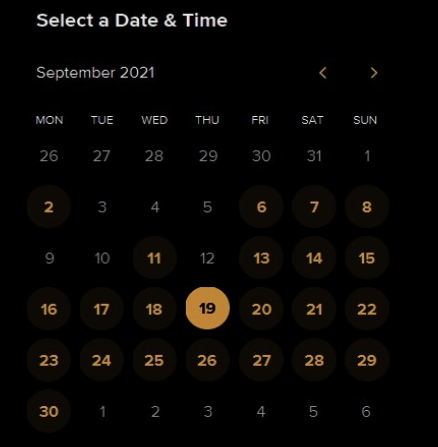 Select a Date & Time
September 2021
MON TUE WED THU FRI SAT SUN
26 27 28 29 30 31 1
2 3 4 5 6 7 8
9 10 11 12 13 14 15
16 17 18 19 20 21 22
23 24 25 26 27 28 29
30 1 2 3 4 5 6